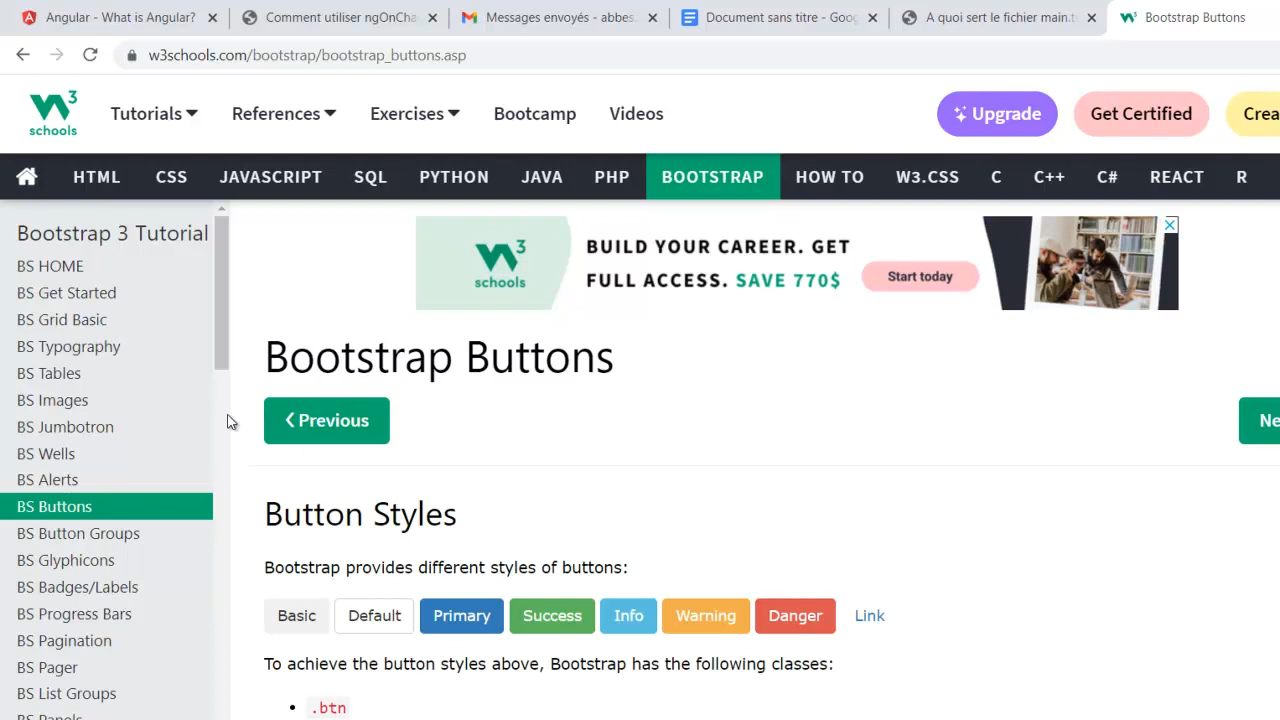 Angular - What is Angular?
Comment utiliser ngOnCha
Messages envoyés - abbes.
Document sans titre - Goog
A quoi sert le fichier main.t
Bootstrap Buttons
w3schools.com/bootstrap/bootstrap_buttons.asp
3
schools
Tutorials
References
Exercises
Bootcamp
Videos
Upgrade
Get Certified
Crea
HTML
CSS
JAVASCRIPT
SQL
PYTHON
JAVA
PHP
BOOTSTRAP
HOW TO
W3.CSS
C
C++
C#
REACT
R
Bootstrap 3 Tutorial
BS HOME
BS Get Started
BS Grid Basic
BS Typography
BS Tables
BS Images
BS Jumbotron
BS Wells
BS Alerts
BS Buttons
BS Button Groups
BS Glyphicons
BS Badges/Labels
BS Progress Bars
BS Pagination
BS Pager
BS List Groups
BS Panels
3
schools
BUILD YOUR CAREER. GET
FULL ACCESS. SAVE 770$
Start today
Bootstrap Buttons
❮ Previous
Ne
Button Styles
Bootstrap provides different styles of buttons:
Basic
Default
Primary
Success
Info
Warning
Danger
Link
To achieve the button styles above, Bootstrap has the following classes:
• .btn